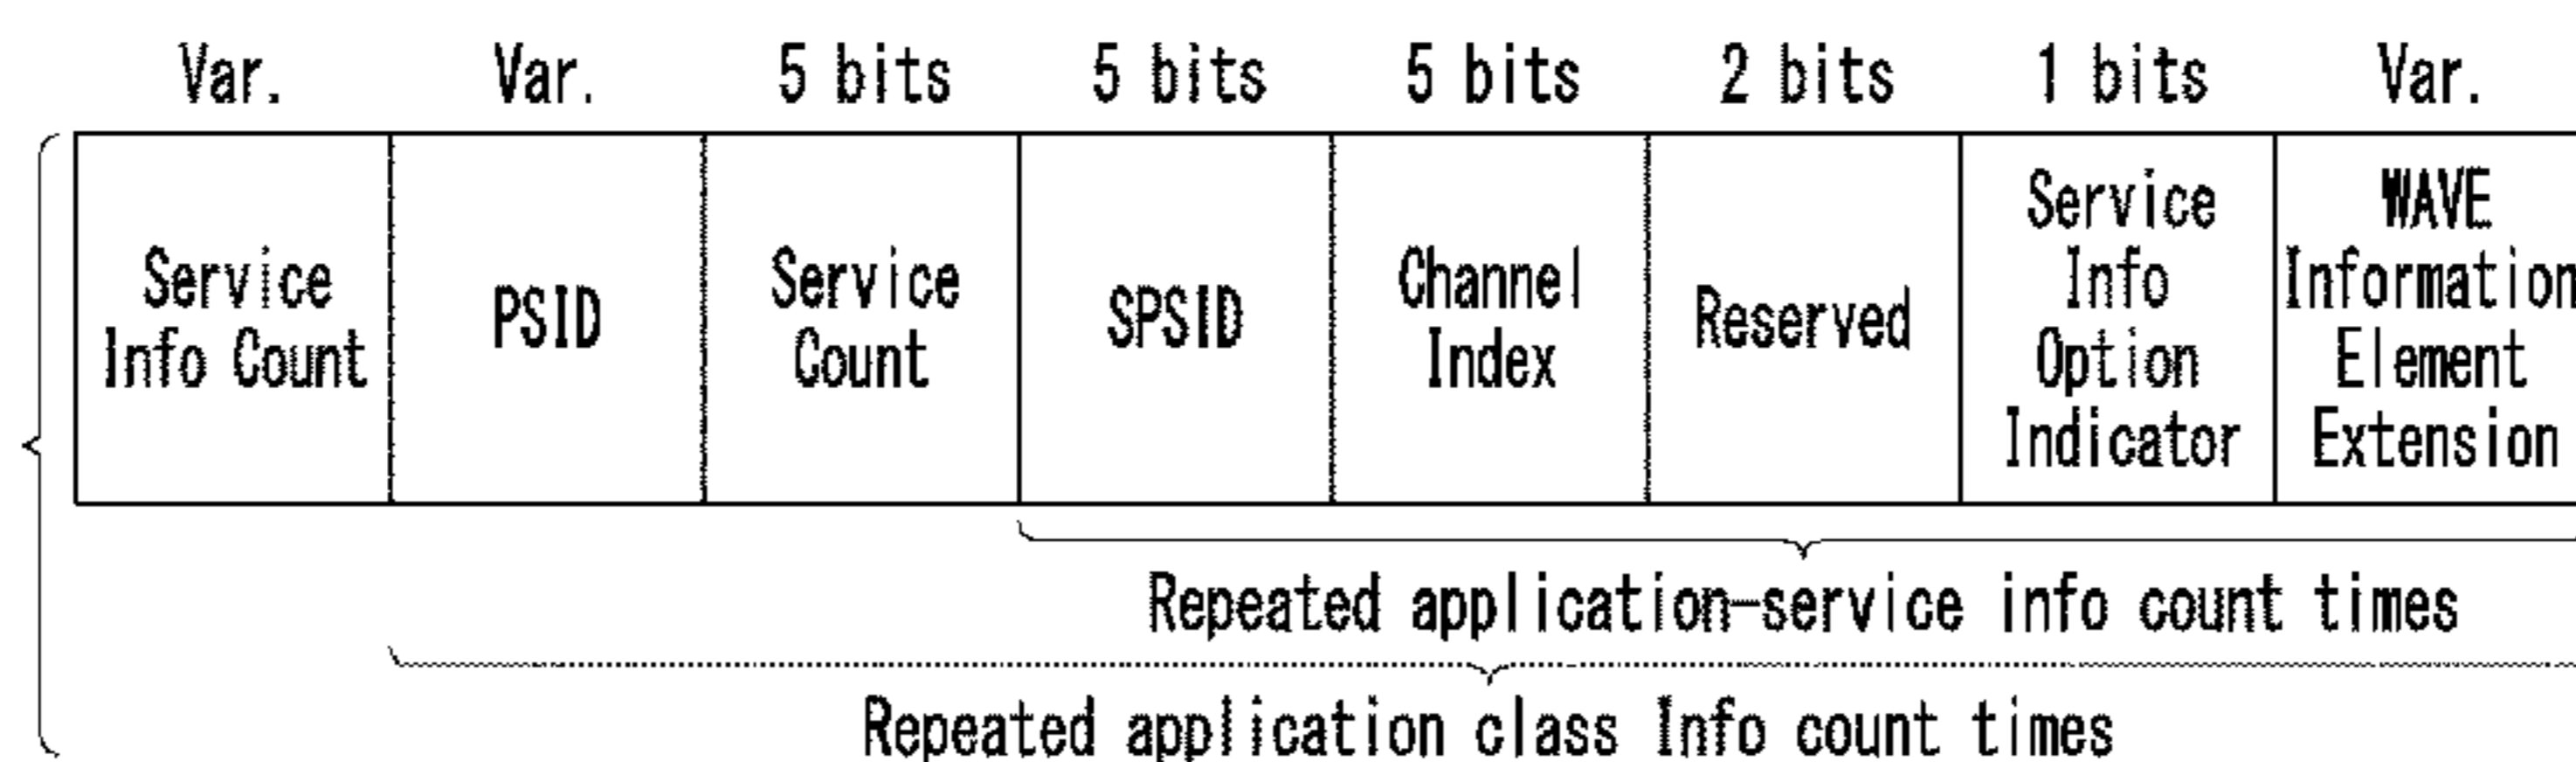 Var. Var. 5 bits 5 bits 5 bits 2 bits 1 bits Var.
Service
Info Count
PSID
Service
Count
SPSID
Channel
Index
Reserved
Service
Info
Option
Indicator
WAVE
Information
Element
Extension
Repeated application-service info count times
Repeated application class Info count times